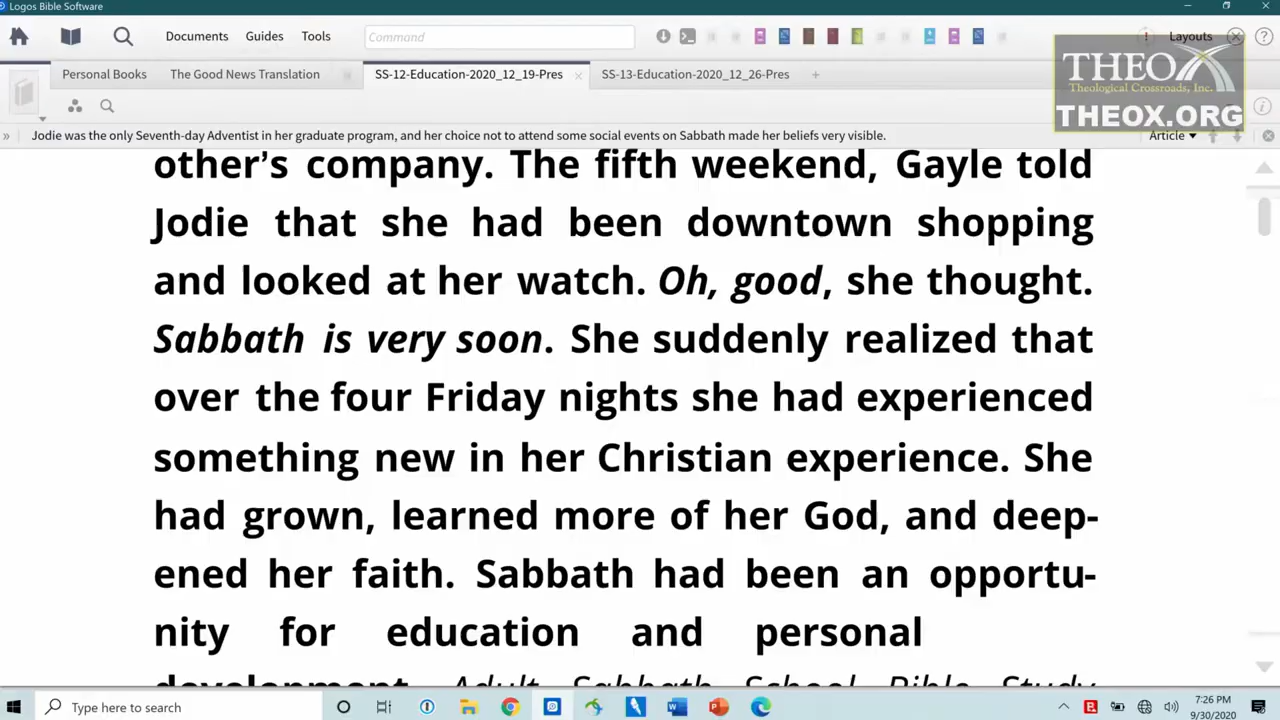 Logos Bible Software
Documents Guides Tools Command Layouts
Personal Books The Good News Translation SS-12-Education-2020_12_19-Pres SS-13-Education-2020_12_26-Pres
THEOX
Theological Crossroads, Inc.
THEOX.ORG
Jodie was the only Seventh-day Adventist in her graduate program, and her choice not to attend some social events on Sabbath made her beliefs very visible. Article
other's company. The fifth weekend, Gayle told
Jodie that she had been downtown shopping
and looked at her watch. Oh, good, she thought.
Sabbath is very soon. She suddenly realized that
over the four Friday nights she had experienced
something new in her Christian experience. She
had grown, learned more of her God, and deep-
ened her faith. Sabbath had been an opportu-
nity for education and personal
development. Adult Sabbath School Bible Study
Type here to search
7:26 PM
9/30/2020